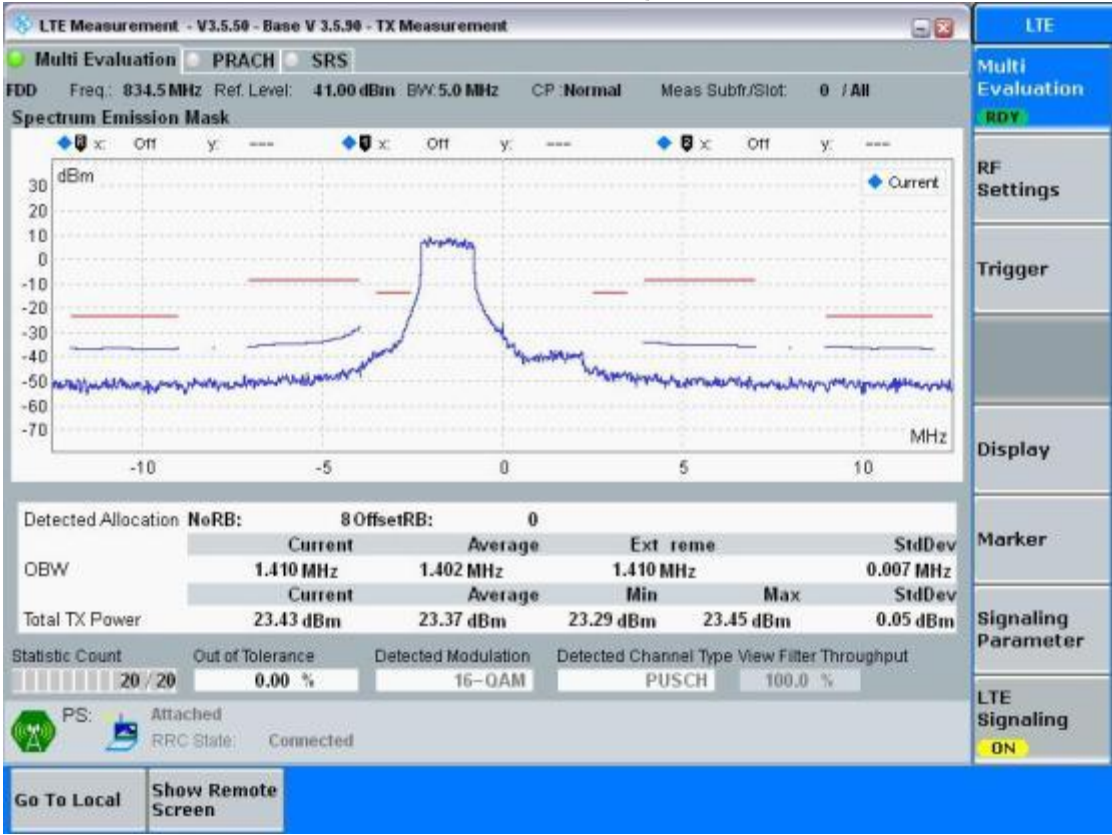 LTE Measurement - V3.5.50 - Base V 3.5.90 - TX Measurement
LTE
Multi Evaluation PRACH SRS
FDD Freq.: 834.5 MHz Ref. Level: 41.00 dBm BW: 5.0 MHz CP :Normal Meas Subfr./Slot: 0 / All
Spectrum Emission Mask
x: Off y: --- x: Off y: --- x: Off y: ---
dBm
Current
30
20
10
0
-10
-20
-30
-40
-50
-60
-70
MHz
-10 -5 0 5 10
Detected Allocation NoRB: 8 OffsetRB: 0
Current Average Ext reme StdDev
OBW 1.410 MHz 1.402 MHz 1.410 MHz 0.007 MHz
Current Average Min Max StdDev
Total TX Power 23.43 dBm 23.37 dBm 23.29 dBm 23.45 dBm 0.05 dBm
Statistic Count Out of Tolerance Detected Modulation Detected Channel Type View Filter Throughput
20 / 20 0.00 % 16-QAM PUSCH 100.0 %
PS: Attached
RRC State: Connected
Multi
Evaluation
RDY
RF
Settings
Trigger
Display
Marker
Signaling
Parameter
LTE
Signaling
ON
Go To Local
Show Remote
Screen